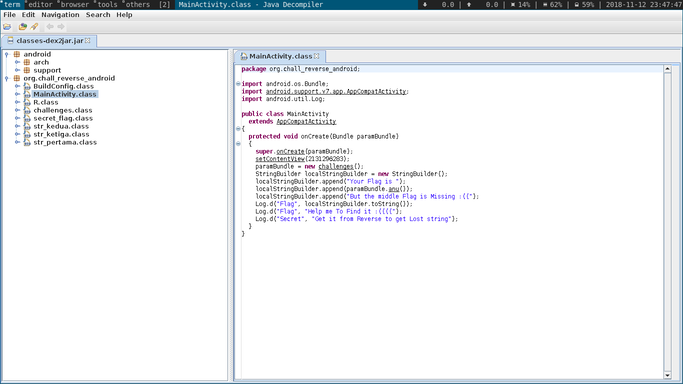 term editor browser tools others [2] MainActivity.class - Java Decompiler 0.0 0.0 14% 62% 59% 2018-11-12 23:47:47
File Edit Navigation Search Help
classes-dex2jar.jar
android
arch
support
org.chall_reverse_android
BuildConfig.class
MainActivity.class
R.class
challenges.class
secret_flag.class
str_kedua.class
str_ketiga.class
str_pertama.class
MainActivity.class
package org.chall_reverse_android;
import android.os.Bundle;
import android.support.v7.app.AppCompatActivity;
import android.util.Log;
public class MainActivity
extends AppCompatActivity
{
protected void onCreate(Bundle paramBundle)
{
super.onCreate(paramBundle);
setContentView(2131296283);
paramBundle = new challenges();
StringBuilder localStringBuilder = new StringBuilder();
localStringBuilder.append("Your Flag is ");
localStringBuilder.append(paramBundle.anu());
localStringBuilder.append("But the middle Flag is Missing :((");
Log.d("Flag", localStringBuilder.toString());
Log.d("Flag", "Help me To Find it :((((");
Log.d("Secret", "Get it from Reverse to get Lost string");
}
}